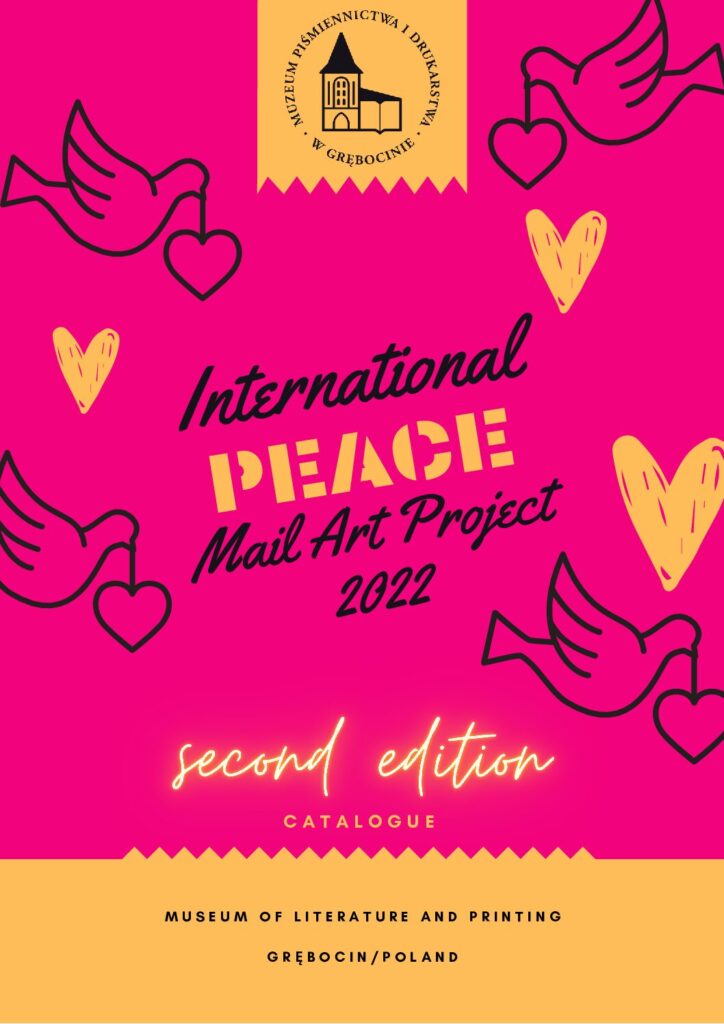 · MUZEUM PIŚMIENNICTWA I DRUKARSTWA ·
W GRĘBOCINIE
International
PEACE
Mail Art Project
2022
second edition
CATALOGUE
MUSEUM OF LITERATURE AND PRINTING
GRĘBOCIN/POLAND